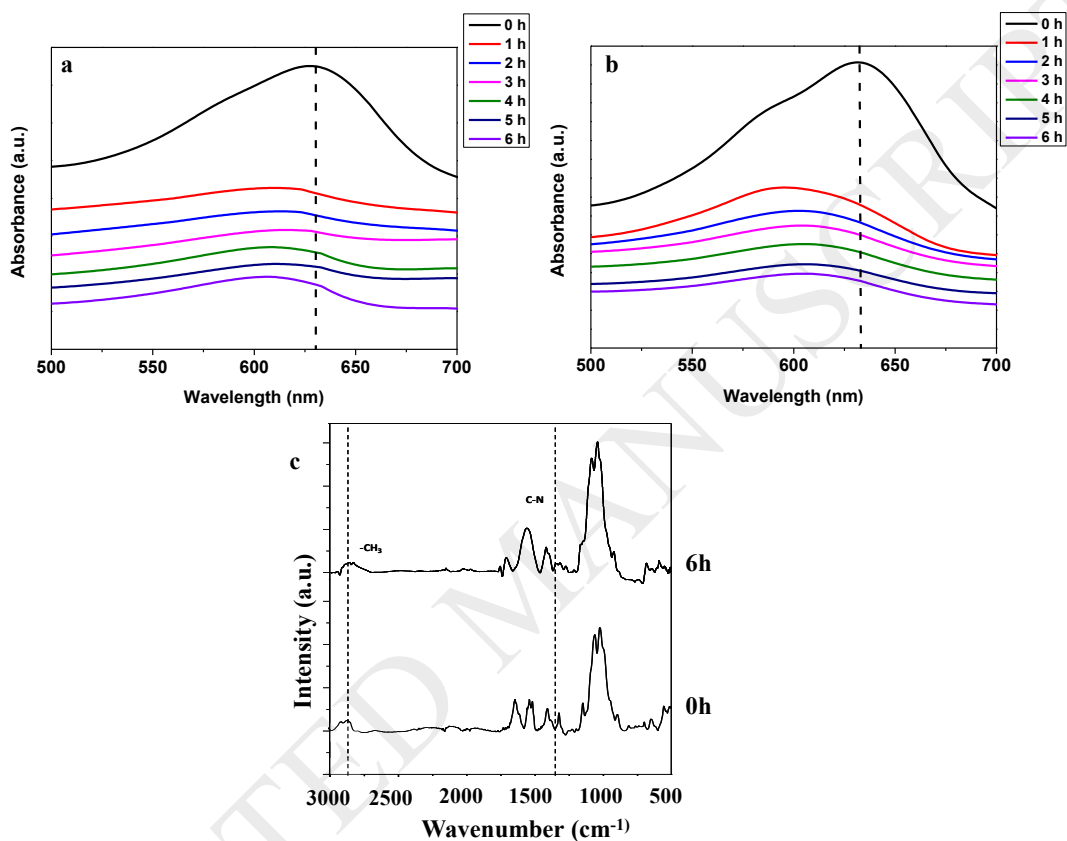 a
0 h
1 h
2 h
3 h
4 h
5 h
6 h
Absorbance (a.u.)
500 550 600 650 700
Wavelength (nm)
b
0 h
1 h
2 h
3 h
4 h
5 h
6 h
Absorbance (a.u.)
500 550 600 650 700
Wavelength (nm)
c
C-N
-CH₃
6h
0h
Intensity (a.u.)
3000 2500 2000 1500 1000 500
Wavenumber (cm⁻¹)
TED MANUSCRIPT